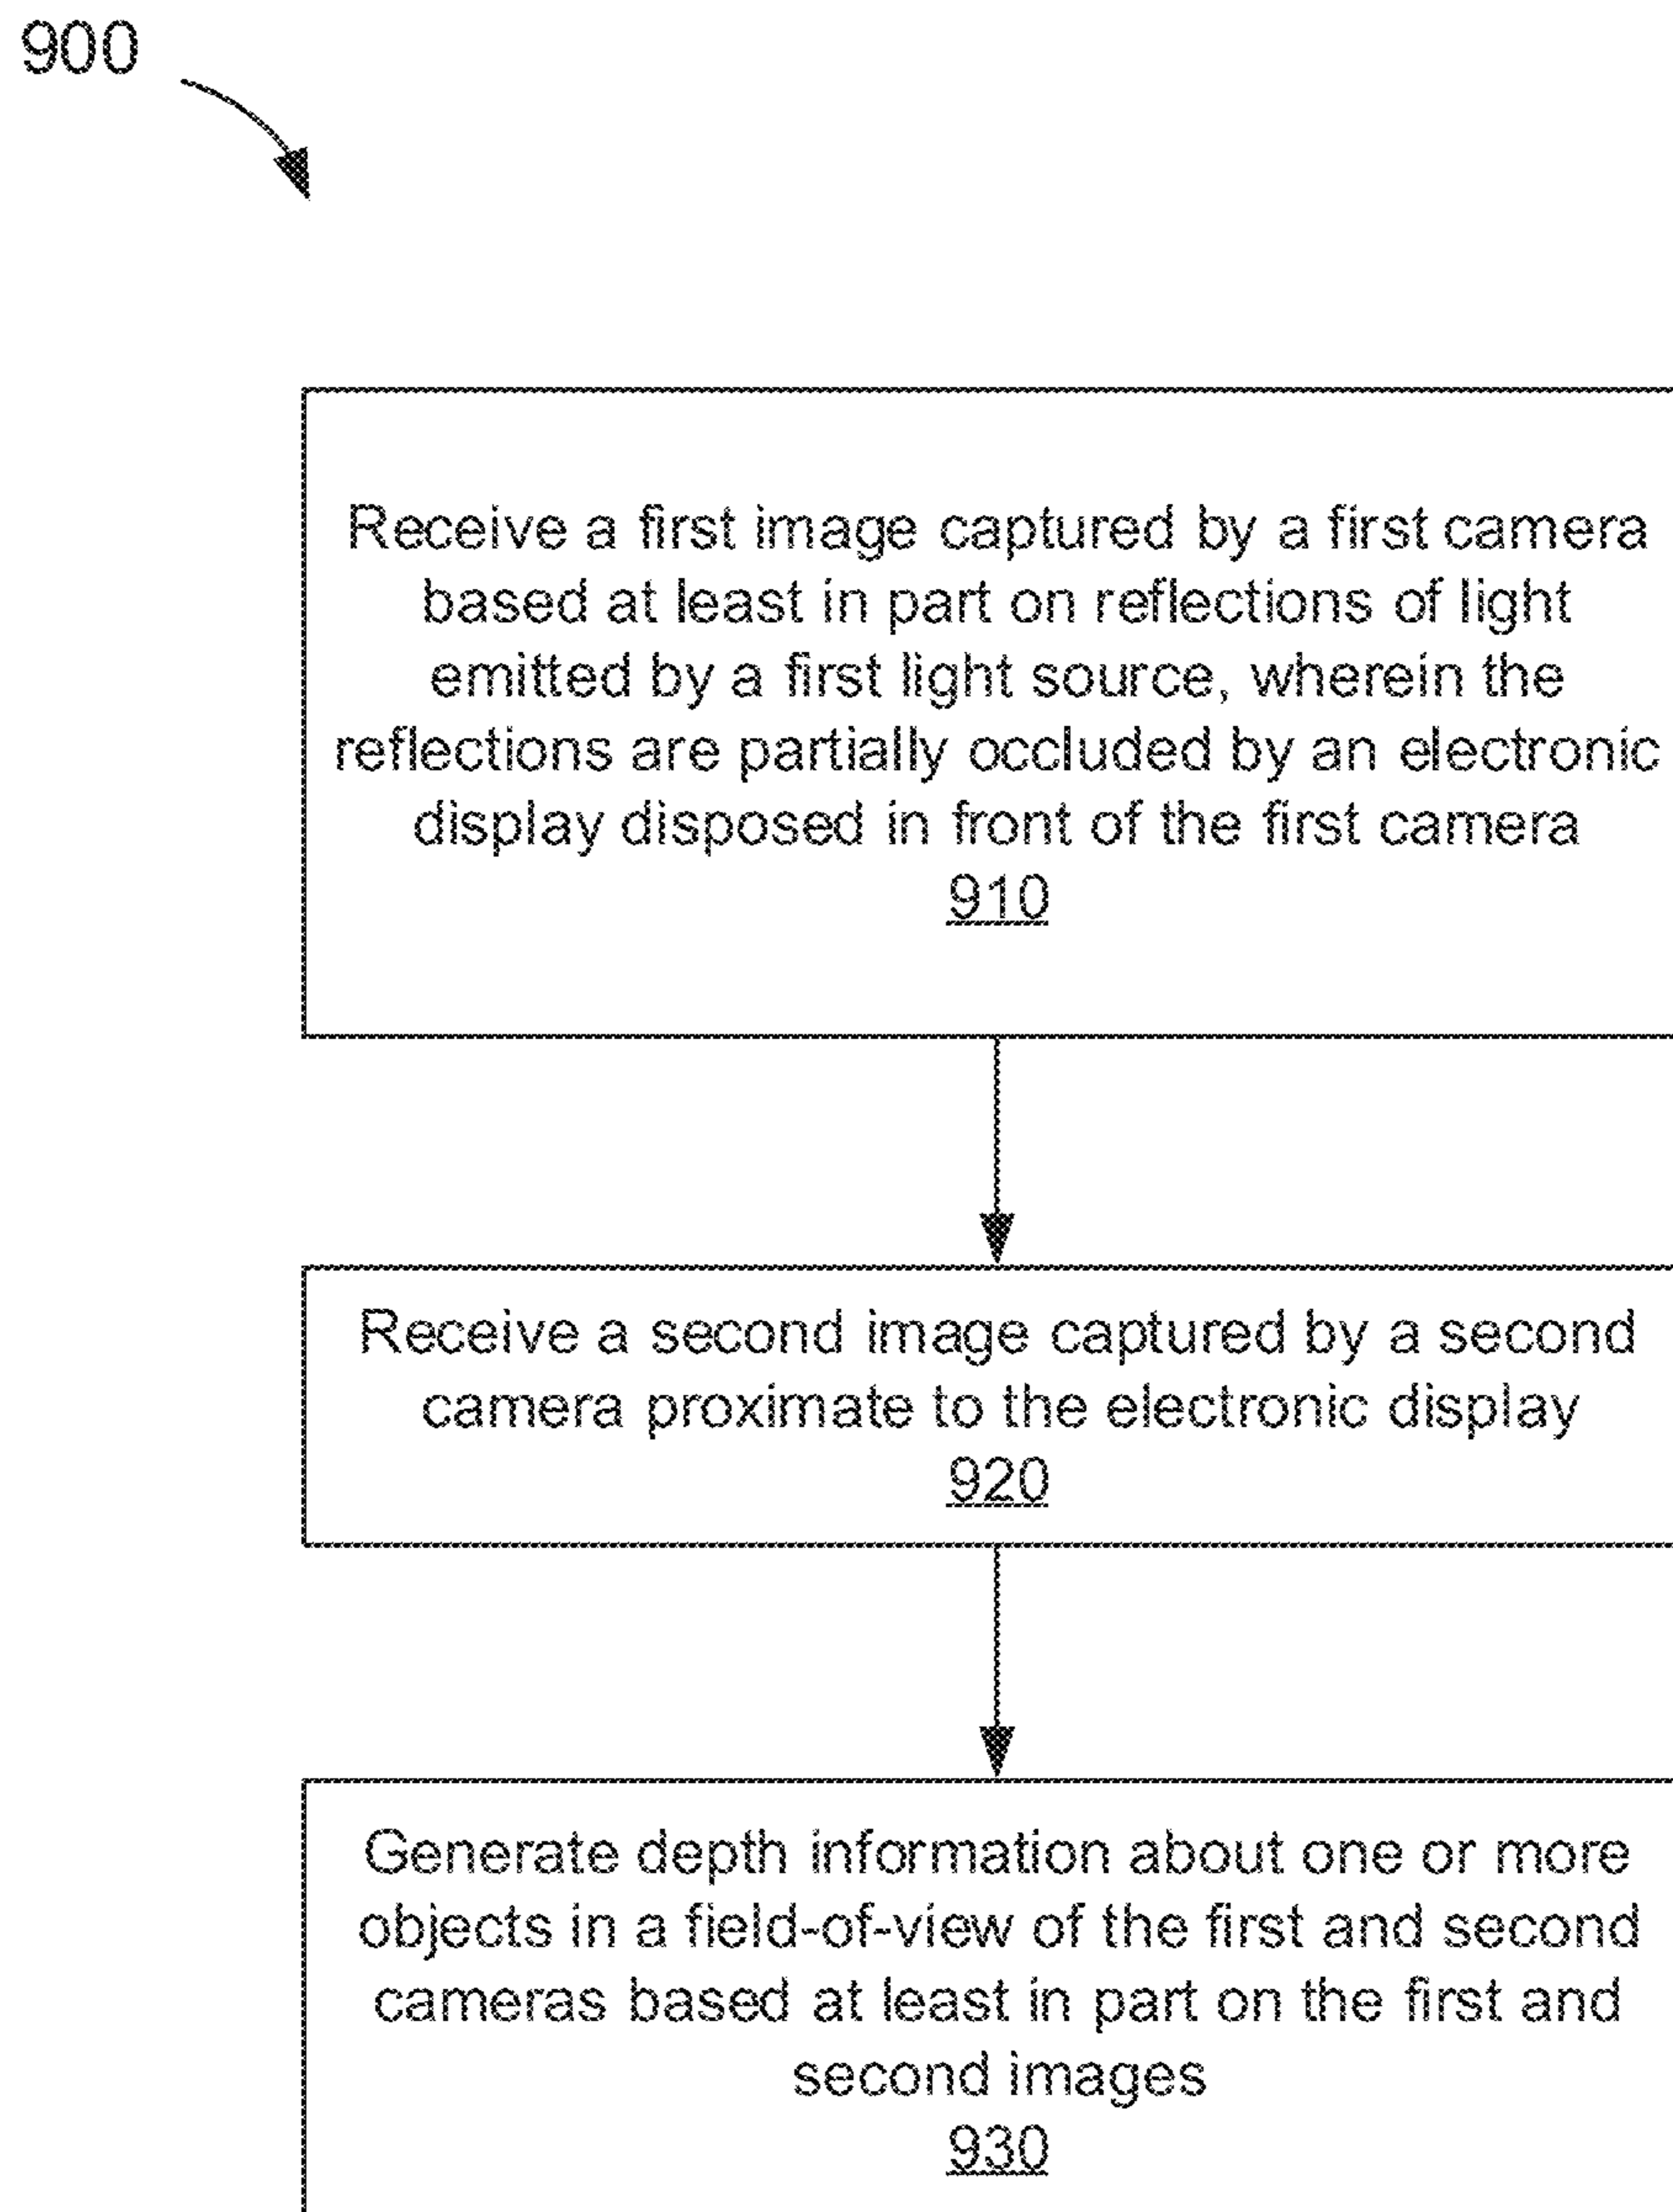 900
Receive a first image captured by a first camera
based at least in part on reflections of light
emitted by a first light source, wherein the
reflections are partially occluded by an electronic
display disposed in front of the first camera
910
Receive a second image captured by a second
camera proximate to the electronic display
920
Generate depth information about one or more
objects in a field-of-view of the first and second
cameras based at least in part on the first and
second images
930